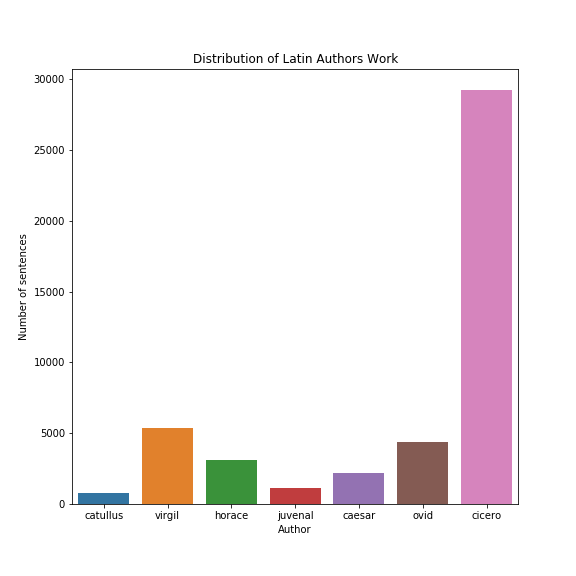 Distribution of Latin Authors Work
30000
25000
20000
15000
10000
5000
0
Number of sentences
catullus virgil horace juvenal caesar ovid cicero
Author